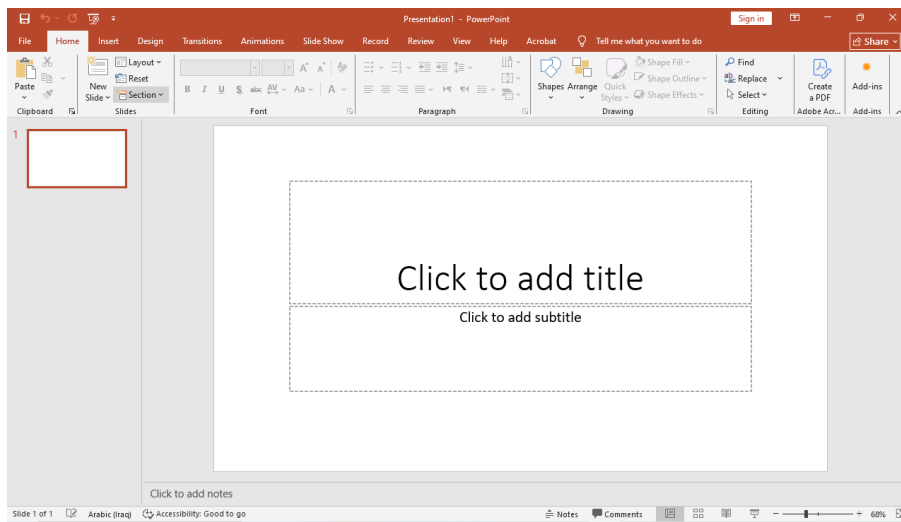 Presentation1 - PowerPoint
Sign in
File Home Insert Design Transitions Animations Slide Show Record Review View Help Acrobat Tell me what you want to do Share
Paste
Clipboard
New Slide
Layout
Reset
Section
Slides
B I U S abc AV Aa A
Font
Paragraph
Shapes
Arrange
Quick Styles
Shape Fill
Shape Outline
Shape Effects
Drawing
Find
Replace
Select
Editing
Create a PDF
Adobe Acr...
Add-ins
Add-ins
1
Click to add title
Click to add subtitle
Click to add notes
Slide 1 of 1 Arabic (Iraq) Accessibility: Good to go Notes Comments 68%